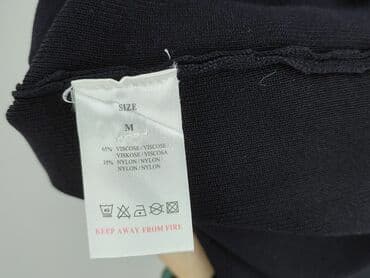 SIZE
M
65% VISCOSE / VISCOSE /
VISKOSE / VISCOSA
35% NYLON / NYLON /
NYLON / NYLON
KEEP AWAY FROM FIRE